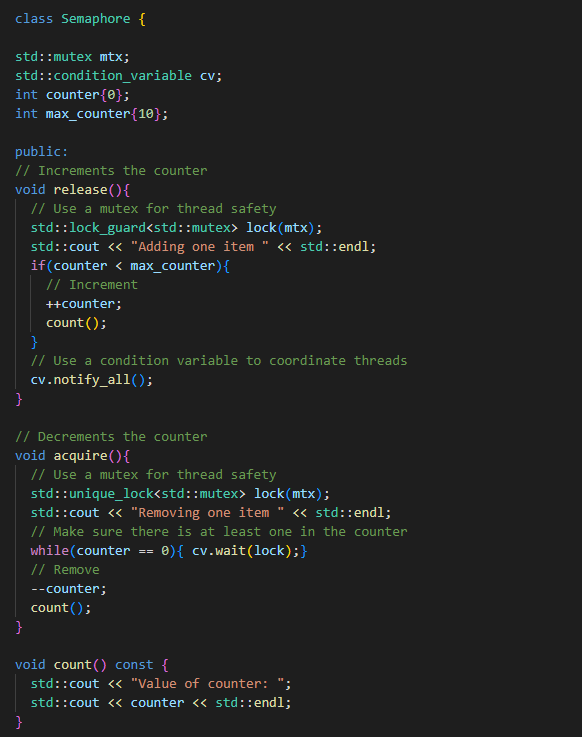 class Semaphore {

std::mutex mtx;
std::condition_variable cv;
int counter{0};
int max_counter{10};

public:
// Increments the counter
void release(){
  // Use a mutex for thread safety
  std::lock_guard<std::mutex> lock(mtx);
  std::cout << "Adding one item " << std::endl;
  if(counter < max_counter){
    // Increment
    ++counter;
    count();
  }
  // Use a condition variable to coordinate threads
  cv.notify_all();
}

// Decrements the counter
void acquire(){
  // Use a mutex for thread safety
  std::unique_lock<std::mutex> lock(mtx);
  std::cout << "Removing one item " << std::endl;
  // Make sure there is at least one in the counter
  while(counter == 0){ cv.wait(lock);}
  // Remove
  --counter;
  count();
}

void count() const {
  std::cout << "Value of counter: ";
  std::cout << counter << std::endl;
}